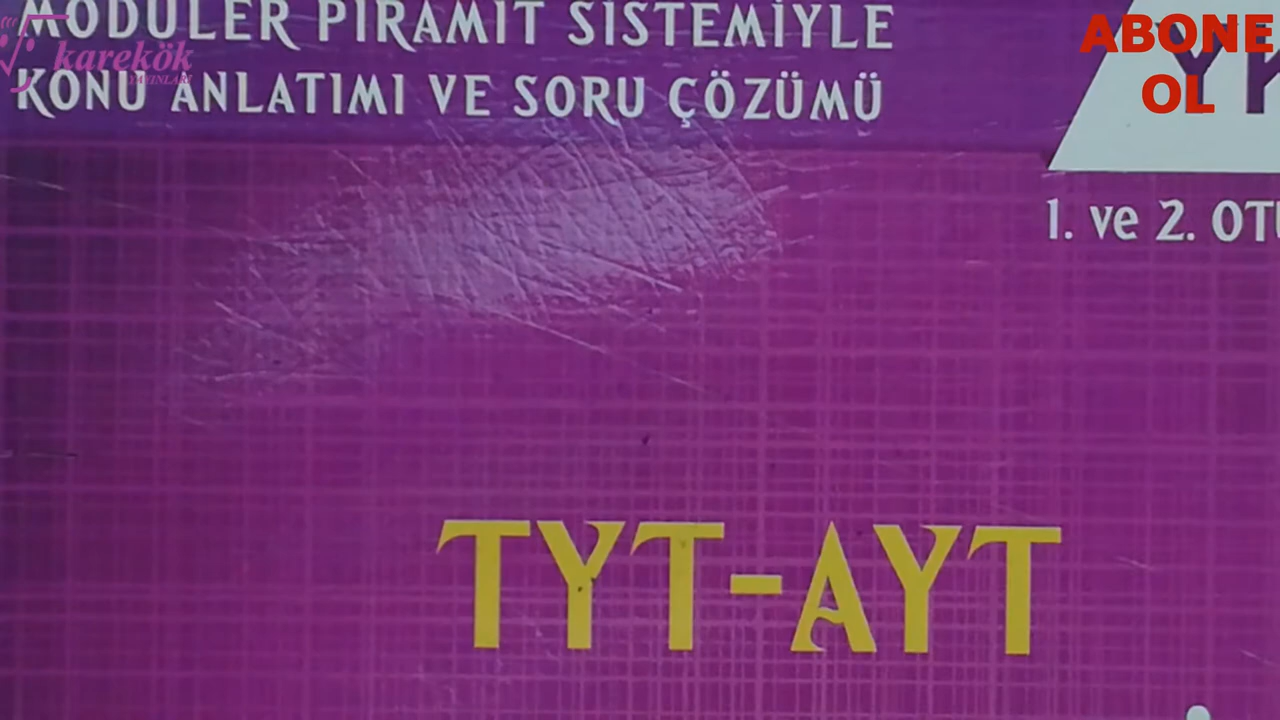 MODÜLER PİRAMİT SİSTEMİYLE
KONU ANLATIMI VE SORU ÇÖZÜMÜ
karekök
YAYINLARI
ABONE
OL
1. ve 2.
TYT-AYT